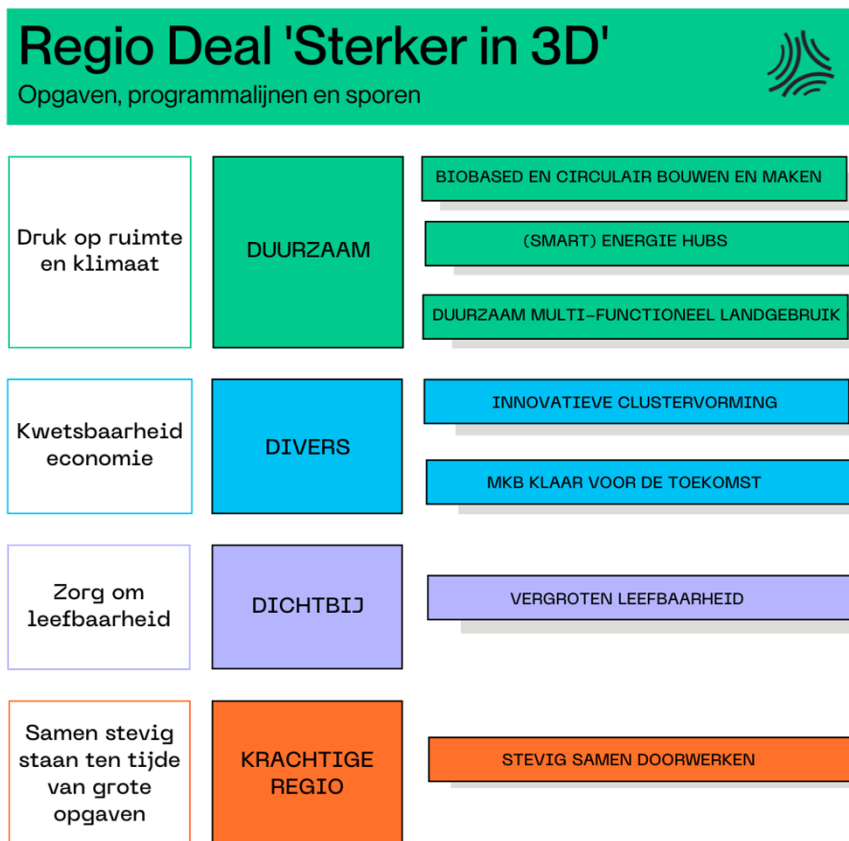 Regio Deal 'Sterker in 3D'
Opgaven, programmalijnen en sporen
Druk op ruimte
en klimaat
DUURZAAM
BIOBASED EN CIRCULAIR BOUWEN EN MAKEN
(SMART) ENERGIE HUBS
DUURZAAM MULTI-FUNCTIONEEL LANDGEBRUIK
Kwetsbaarheid
economie
DIVERS
INNOVATIEVE CLUSTERVORMING
MKB KLAAR VOOR DE TOEKOMST
Zorg om
leefbaarheid
DICHTBIJ
VERGROTEN LEEFBAARHEID
Samen stevig
staan ten tijde
van grote
opgaven
KRACHTIGE
REGIO
STEVIG SAMEN DOORWERKEN